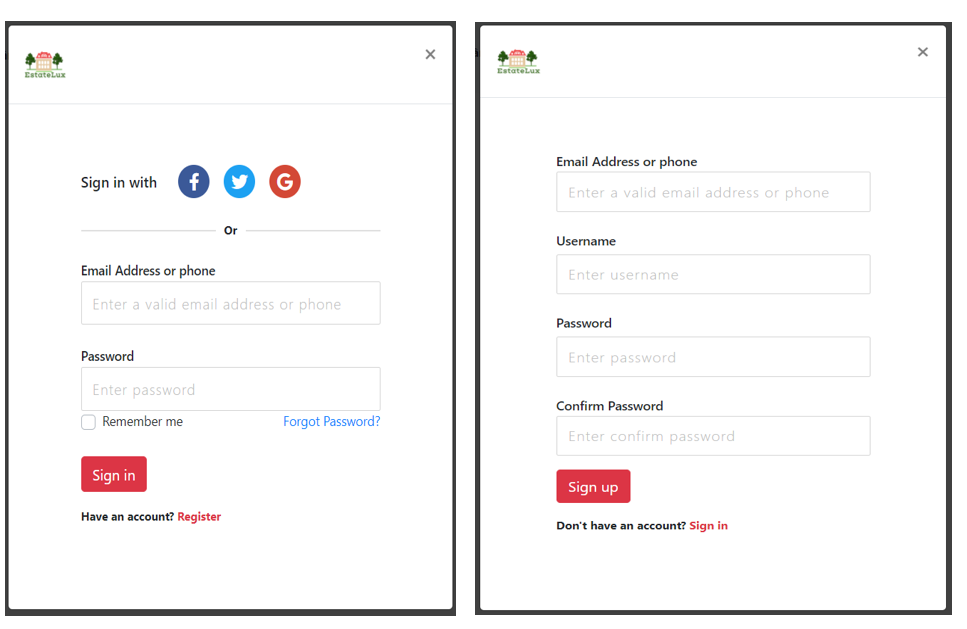 EstateLux
×
Sign in with
Or
Email Address or phone
Enter a valid email address or phone
Password
Enter password
Remember me Forgot Password?
Sign in
Have an account? Register
EstateLux
×
Email Address or phone
Enter a valid email address or phone
Username
Enter username
Password
Enter password
Confirm Password
Enter confirm password
Sign up
Don't have an account? Sign in